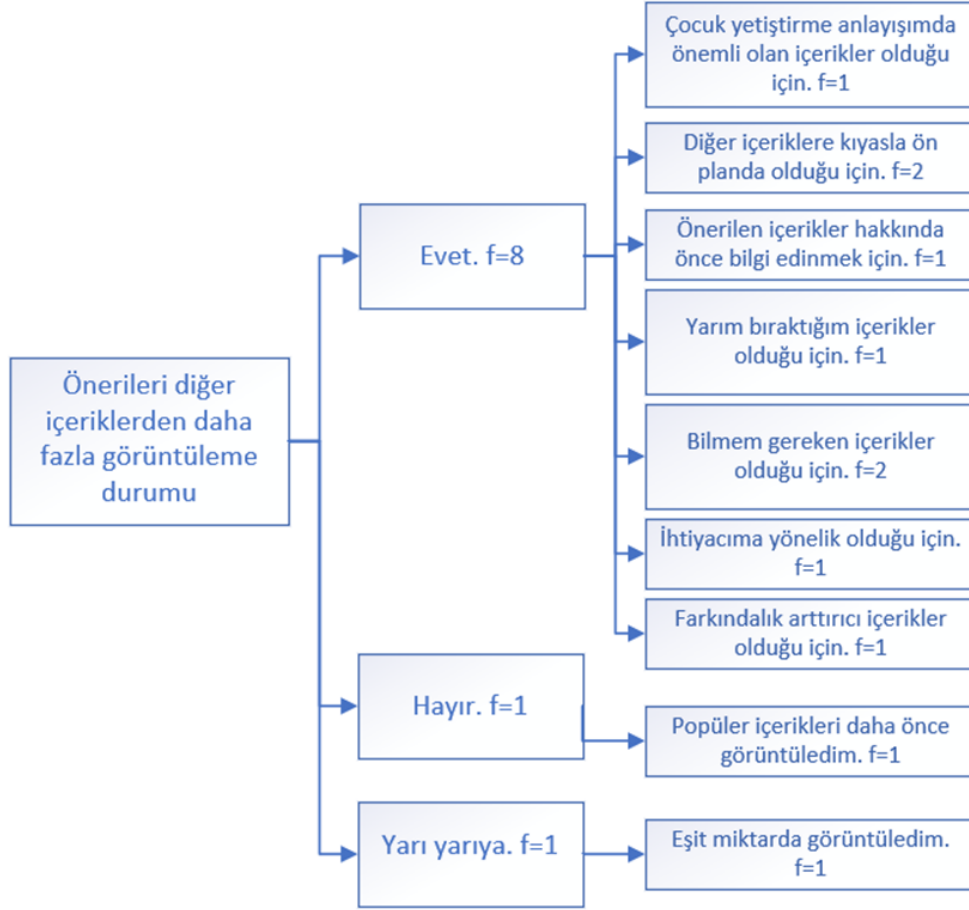 Önerileri diğer
içeriklerden daha
fazla görüntüleme
durumu
Evet. f=8
Çocuk yetiştirme anlayışımda
önemli olan içerikler olduğu
için. f=1
Diğer içeriklere kıyasla ön
planda olduğu için. f=2
Önerilen içerikler hakkında
önce bilgi edinmek için. f=1
Yarım bıraktığım içerikler
olduğu için. f=1
Bilmem gereken içerikler
olduğu için. f=2
İhtiyacıma yönelik olduğu için.
f=1
Farkındalık arttırıcı içerikler
olduğu için. f=1
Hayır. f=1
Popüler içerikleri daha önce
görüntüledim. f=1
Yarı yarıya. f=1
Eşit miktarda görüntüledim.
f=1